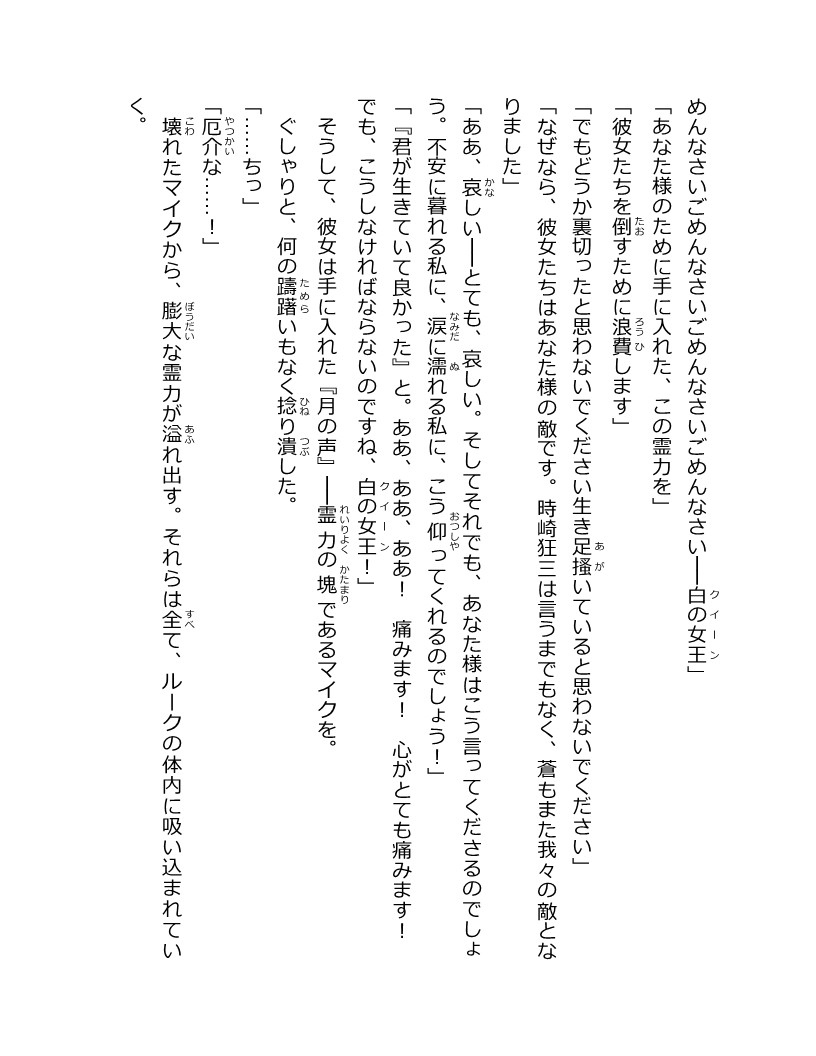 めんなさいごめんなさいごめんなさいごめんなさいごめんなさい――白の女王」
「あなた様のために手に入れた、この霊力を」
「彼女たちを倒すために浪費します」
「でもどうか裏切ったと思わないでください生き足搔いていると思わないでください」
「なぜなら、彼女たちはあなた様の敵です。時崎狂三は言うまでもなく、蒼もまた我々の敵とな
りました」
「ああ、哀しい――とても、哀しい。そしてそれでも、あなた様はこう言ってくださるのでしょ
う。不安に暮れる私に、涙に濡れる私に、こう仰ってくれるのでしょう！」
「『君が生きていて良かった』と。ああ、ああ、ああ！　痛みます！　心がとても痛みます！
でも、こうしなければならないのですね、白の女王！」
そうして、彼女は手に入れた『月の声』――霊力の塊であるマイクを。
ぐしゃりと、何の躊躇いもなく捻り潰した。
「……ちっ」
「厄介な……！」
壊れたマイクから、膨大な霊力が溢れ出す。それらは全て、ルークの体内に吸い込まれてい
く。